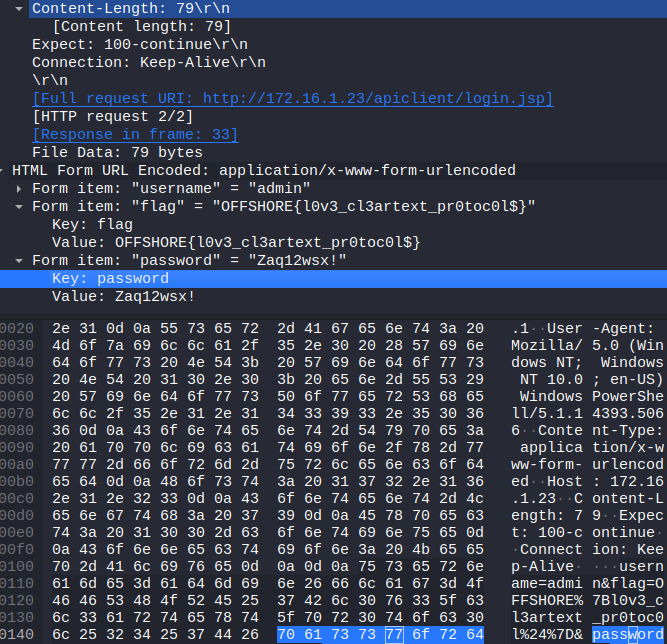 Content-Length: 79\r\n
[Content length: 79]
Expect: 100-continue\r\n
Connection: Keep-Alive\r\n
\r\n
[Full request URI: http://172.16.1.23/apiclient/login.jsp]
[HTTP request 2/2]
[Response in frame: 33]
File Data: 79 bytes
HTML Form URL Encoded: application/x-www-form-urlencoded
Form item: "username" = "admin"
Form item: "flag" = "OFFSHORE{l0v3_cl3artext_pr0toc0l$}"
Key: flag
Value: OFFSHORE{l0v3_cl3artext_pr0toc0l$}
Form item: "password" = "Zaq12wsx!"
Key: password
Value: Zaq12wsx!
0020 2e 31 0d 0a 55 73 65 72 2d 41 67 65 6e 74 3a 20 .1··User -Agent: 
0030 4d 6f 7a 69 6c 6c 61 2f 35 2e 30 20 28 57 69 6e Mozilla/ 5.0 (Win
0040 64 6f 77 73 20 4e 54 3b 20 57 69 6e 64 6f 77 73 dows NT;  Windows
0050 20 4e 54 20 31 30 2e 30 3b 20 65 6e 2d 55 53 29  NT 10.0 ; en-US)
0060 20 57 69 6e 64 6f 77 73 50 6f 77 65 72 53 68 65  Windows PowerShe
0070 6c 6c 2f 35 2e 31 2e 31 34 33 39 33 2e 35 30 36 ll/5.1.1 4393.506
0080 36 0d 0a 43 6f 6e 74 65 6e 74 2d 54 79 70 65 3a 6··Conte nt-Type:
0090 20 61 70 70 6c 69 63 61 74 69 6f 6e 2f 78 2d 77  applica tion/x-w
00a0 77 77 2d 66 6f 72 6d 2d 75 72 6c 65 6e 63 6f 64 ww-form- urlencod
00b0 65 64 0d 0a 48 6f 73 74 3a 20 31 37 32 2e 31 36 ed··Host : 172.16
00c0 2e 31 2e 32 33 0d 0a 43 6f 6e 74 65 6e 74 2d 4c .1.23··C ontent-L
00d0 65 6e 67 74 68 3a 20 37 39 0d 0a 45 78 70 65 63 ength: 7 9··Expec
00e0 74 3a 20 31 30 30 2d 63 6f 6e 74 69 6e 75 65 0d t: 100-c ontinue·
00f0 0a 43 6f 6e 6e 65 63 74 69 6f 6e 3a 20 4b 65 65 ·Connect ion: Kee
0100 70 2d 41 6c 69 76 65 0d 0a 0d 0a 75 73 65 72 6e p-Alive· ···usern
0110 61 6d 65 3d 61 64 6d 69 6e 26 66 6c 61 67 3d 4f ame=admi n&flag=O
0120 46 46 53 48 4f 52 45 25 37 42 6c 30 76 33 5f 63 FFSHORE% 7Bl0v3_c
0130 6c 33 61 72 74 65 78 74 5f 70 72 30 74 6f 63 30 l3artext _pr0toc0
0140 6c 25 32 34 25 37 44 26 70 61 73 73 77 6f 72 64 l%24%7D& password